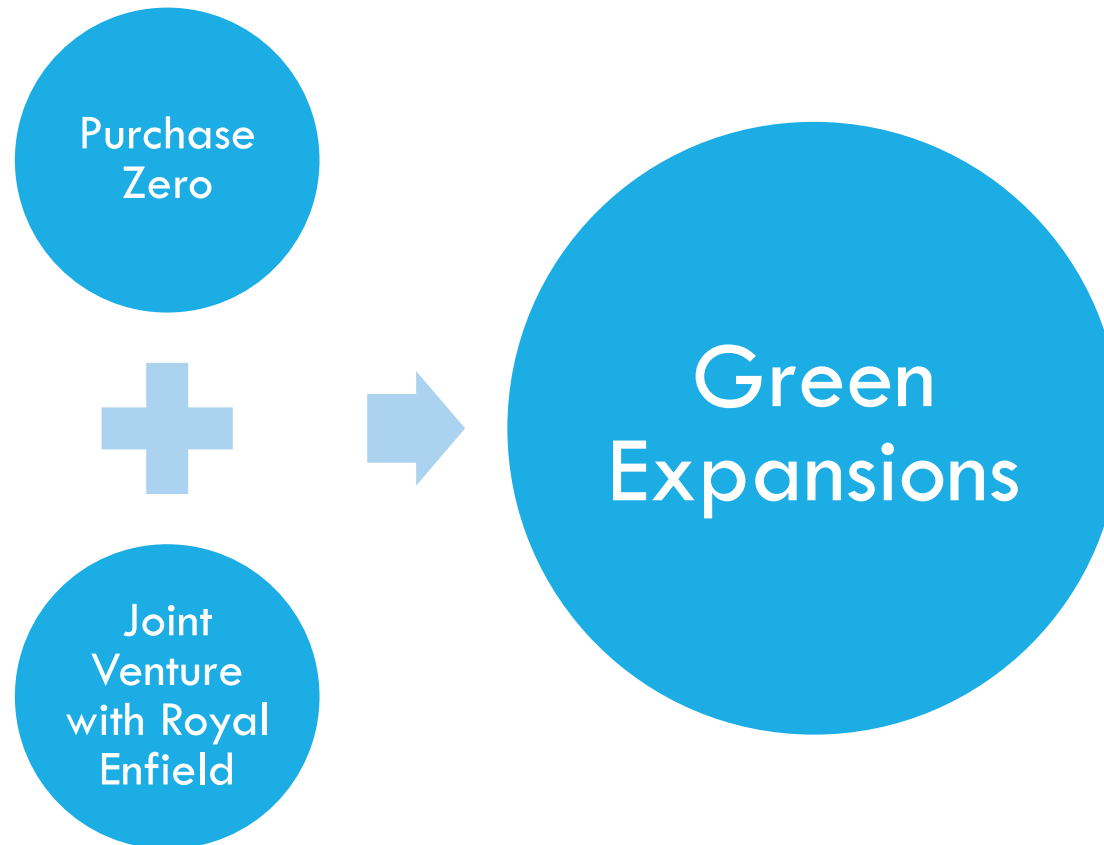 Purchase
Zero
Joint
Venture
with Royal
Enfield
Green
Expansions